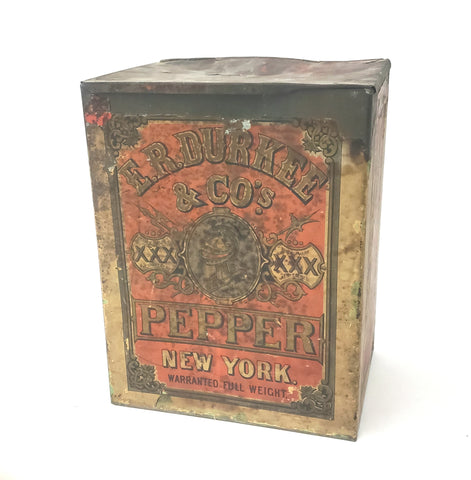 E.R. DURKEE
& CO's
XXX XXX
PEPPER
NEW YORK.
WARRANTED FULL WEIGHT